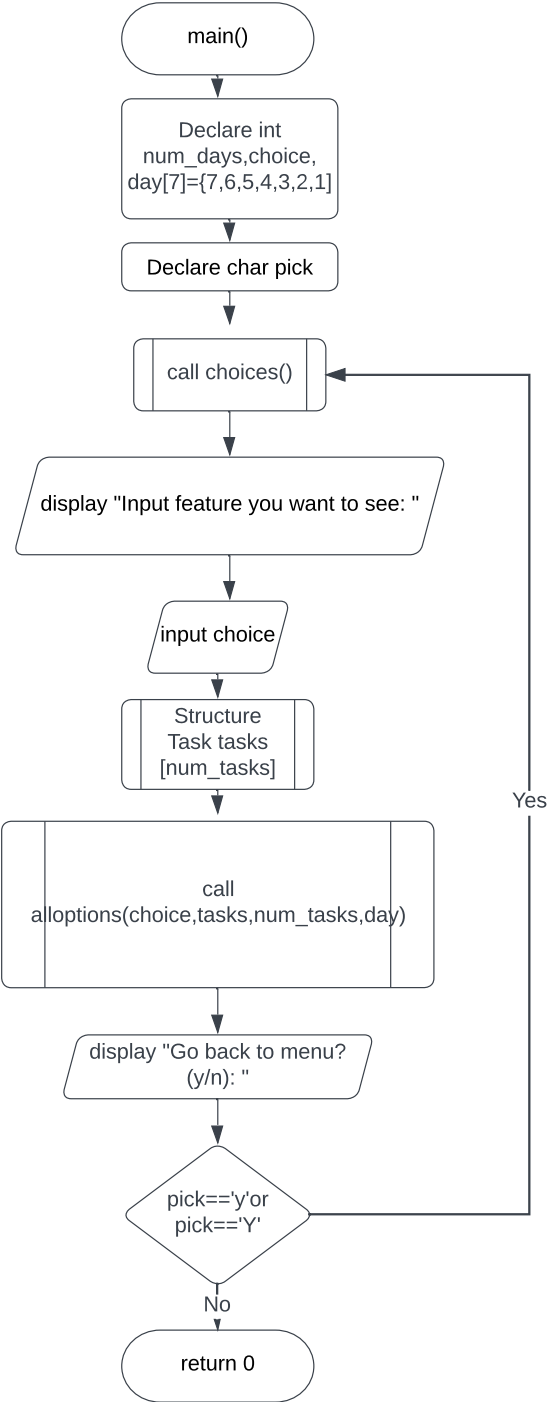 main()
Declare int
num_days,choice,
day[7]={7,6,5,4,3,2,1]
Declare char pick
call choices()
display "Input feature you want to see: "
input choice
Structure
Task tasks
[num_tasks]
Yes
call
alloptions(choice,tasks,num_tasks,day)
display "Go back to menu?
(y/n): "
pick=='y'or
pick=='Y'
No
return 0